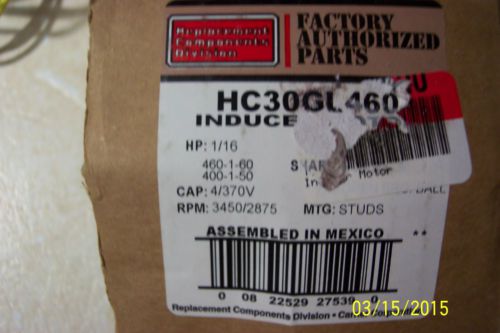 Replacement
Components
Division
FACTORY
AUTHORIZED
PARTS
HC30GL460
INDUCE
HP: 1/16
460-1-60
400-1-50
Motor
BALL
CAP: 4/370V
RPM: 3450/2875 MTG: STUDS
ASSEMBLED IN MEXICO **
0 08 22529 27539 0
Replacement Components Division •
03/15/2015